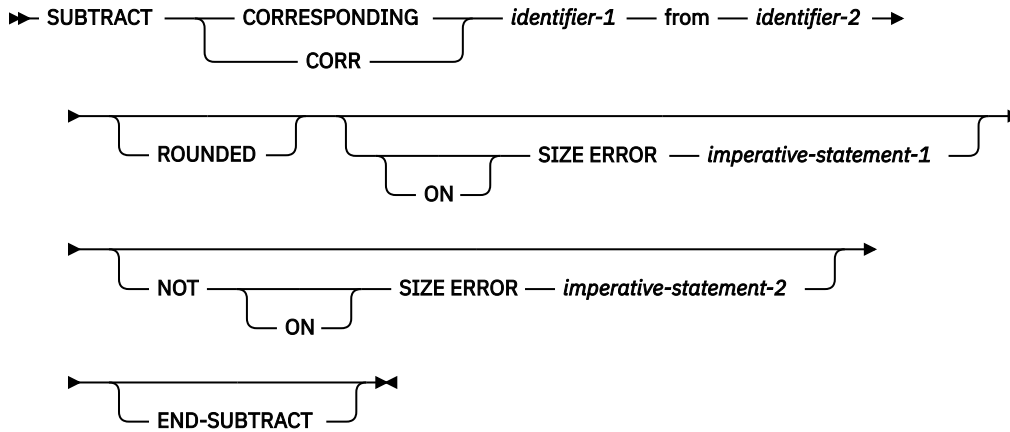 SUBTRACT CORRESPONDING identifier-1 from identifier-2
CORR
ROUNDED SIZE ERROR imperative-statement-1
ON
NOT SIZE ERROR imperative-statement-2
ON
END-SUBTRACT